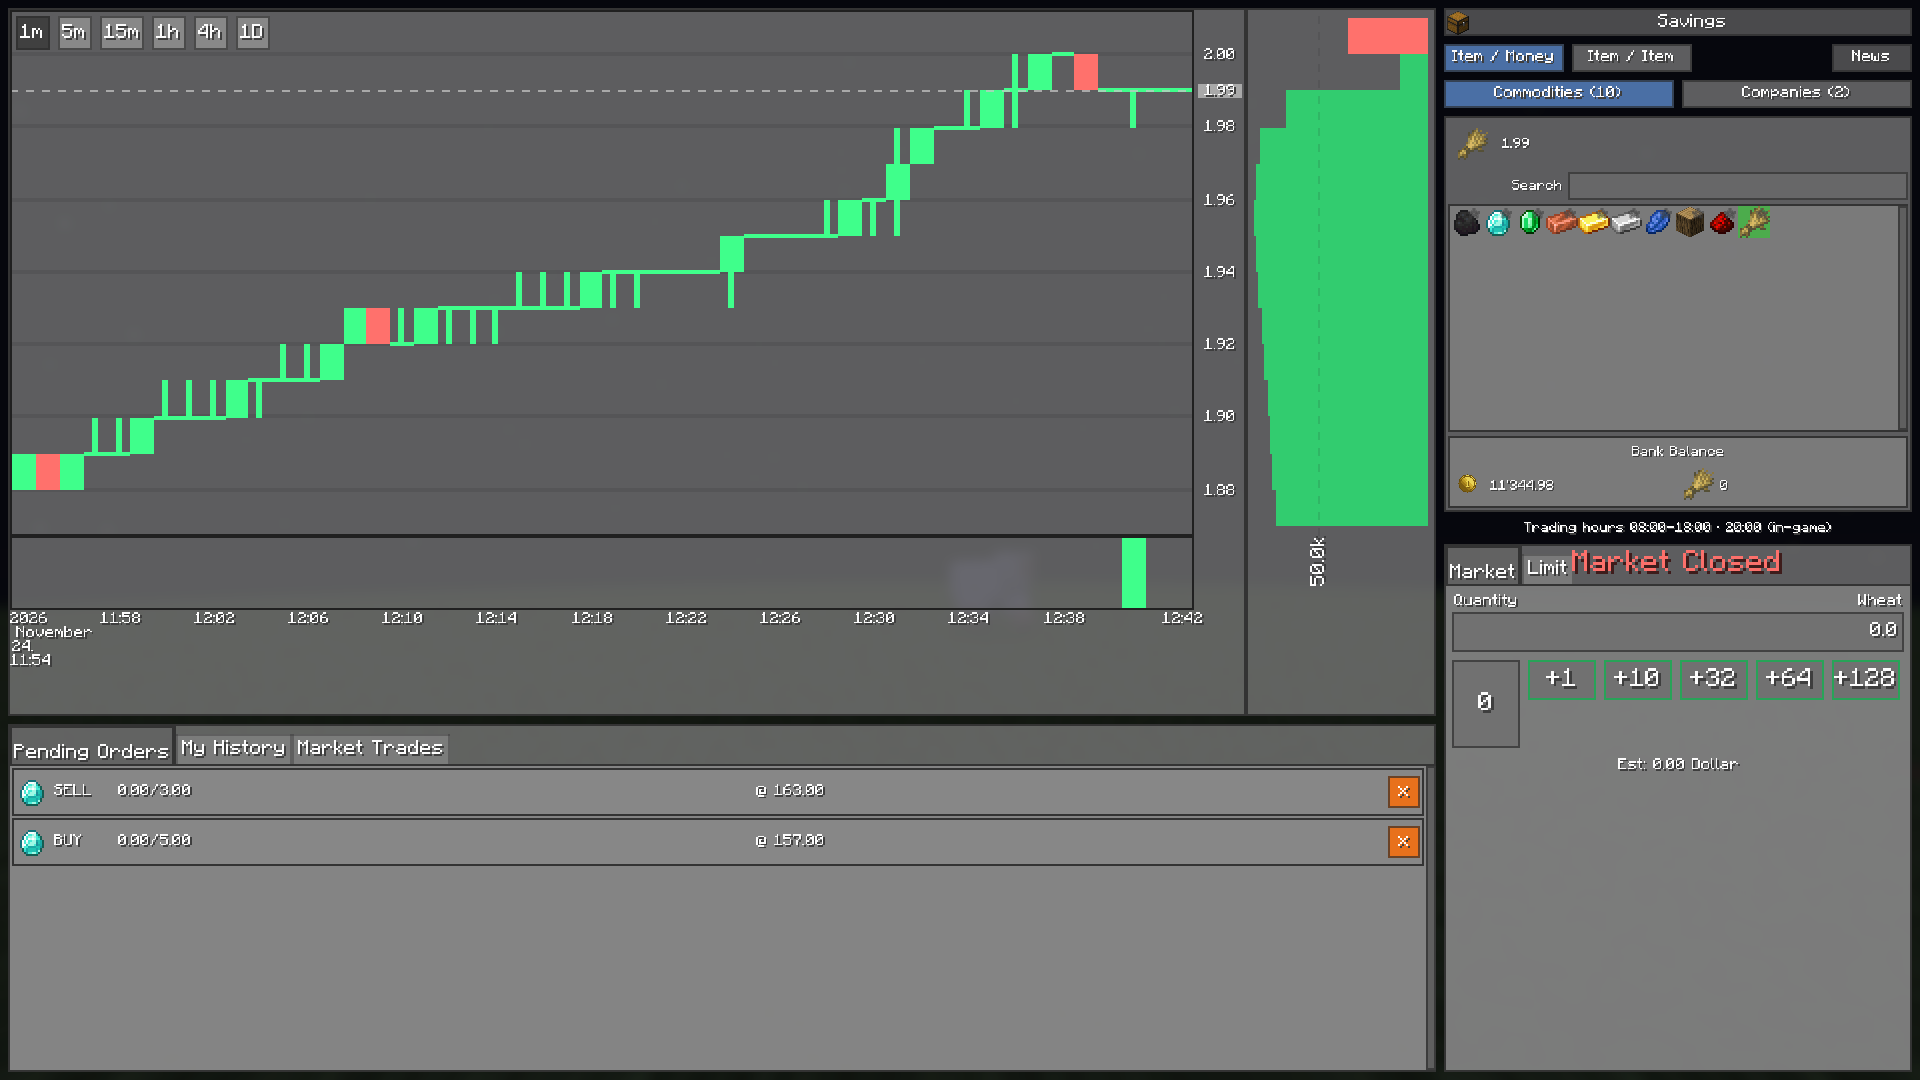 1m 5m 15m 1h 4h 1D
2.00
1.99
1.98
1.96
1.94
1.92
1.90
1.88
50.0k
2026 11:58 12:02 12:06 12:10 12:14 12:18 12:22 12:26 12:30 12:34 12:38 12:42
November
24.
11:54
Pending Orders My History Market Trades
SELL 0.00/3.00 @ 163.00 ×
BUY 0.00/5.00 @ 157.00 ×
Savings
Item / Money Item / Item News
Commodities (10) Companies (2)
1.99
Search
Bank Balance
11'344.98 0
Trading hours 08:00-18:00 · 20:00 (in-game)
Market Limit Market Closed
Quantity Wheat
0.0
0 +1 +10 +32 +64 +128
Est: 0.00 Dollar